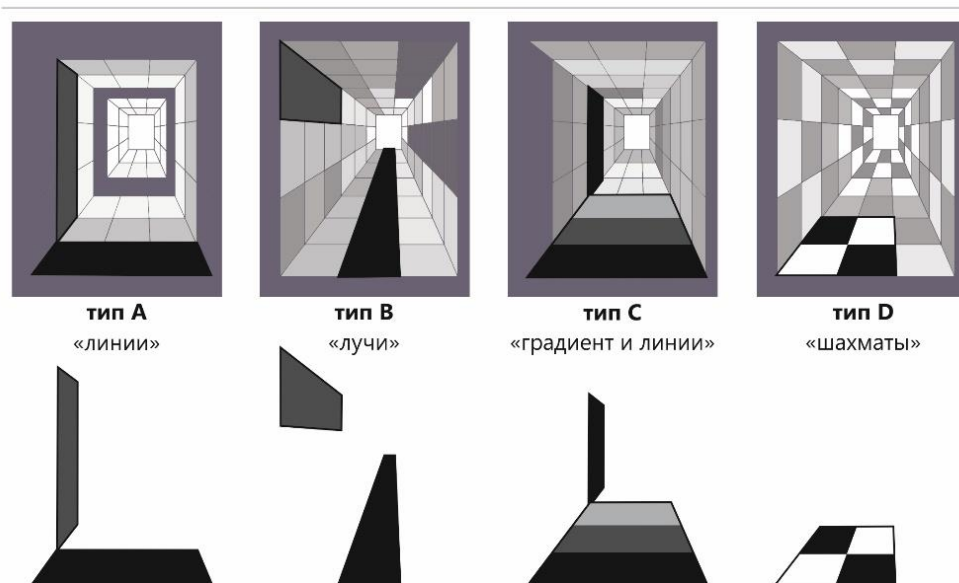 тип A
«линии»
тип B
«лучи»
тип C
«градиент и линии»
тип D
«шахматы»